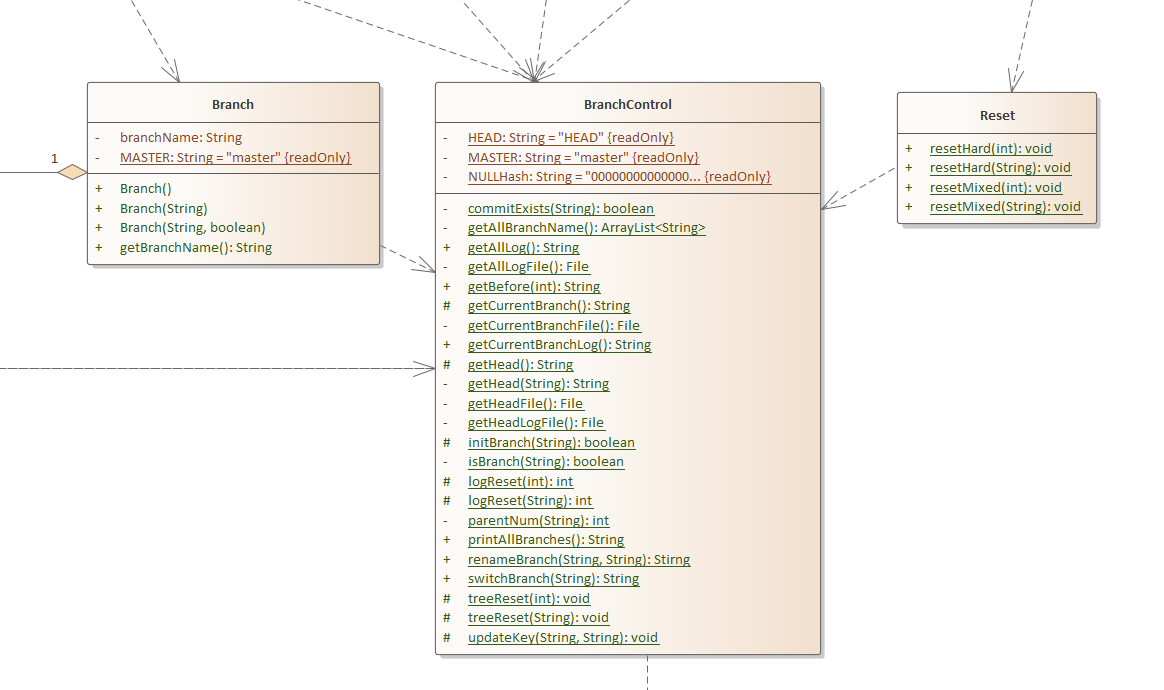 1
Branch
- branchName: String
- MASTER: String = "master" {readOnly}
+ Branch()
+ Branch(String)
+ Branch(String, boolean)
+ getBranchName(): String
BranchControl
- HEAD: String = "HEAD" {readOnly}
- MASTER: String = "master" {readOnly}
- NULLHash: String = "00000000000000... {readOnly}
- commitExists(String): boolean
- getAllBranchName(): ArrayList<String>
+ getAllLog(): String
- getAllLogFile(): File
+ getBefore(int): String
# getCurrentBranch(): String
- getCurrentBranchFile(): File
+ getCurrentBranchLog(): String
# getHead(): String
- getHead(String): String
- getHeadFile(): File
- getHeadLogFile(): File
# initBranch(String): boolean
- isBranch(String): boolean
# logReset(int): int
# logReset(String): int
- parentNum(String): int
+ printAllBranches(): String
+ renameBranch(String, String): Stirng
+ switchBranch(String): String
# treeReset(int): void
# treeReset(String): void
# updateKey(String, String): void
Reset
+ resetHard(int): void
+ resetHard(String): void
+ resetMixed(int): void
+ resetMixed(String): void